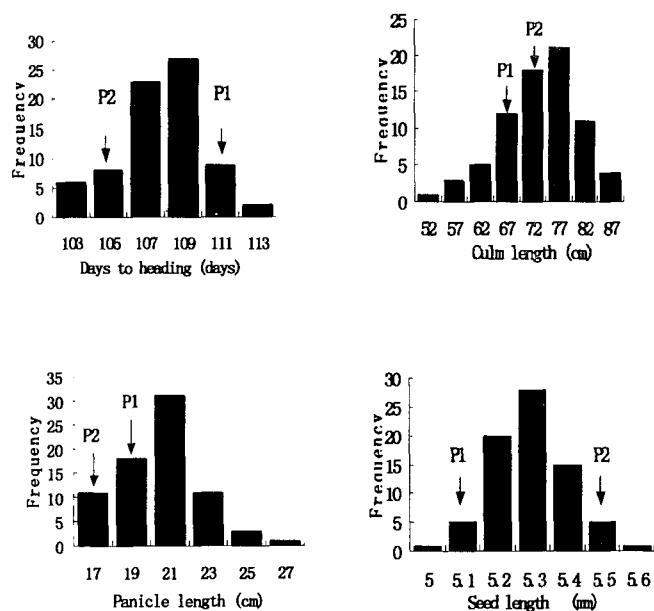 30
25
20
15
10
5
0
Frequency
P2
P1
103 105 107 109 111 113
Days to heading (days)
25
20
15
10
5
0
Frequency
P1
P2
52 57 62 67 72 77 82 87
Culm length (cm)
35
30
25
20
15
10
5
0
Frequency
P2
P1
17 19 21 23 25 27
Panicle length (cm)
30
25
20
15
10
5
0
Frequency
P1
P2
5 5.1 5.2 5.3 5.4 5.5 5.6
Seed length (mm)